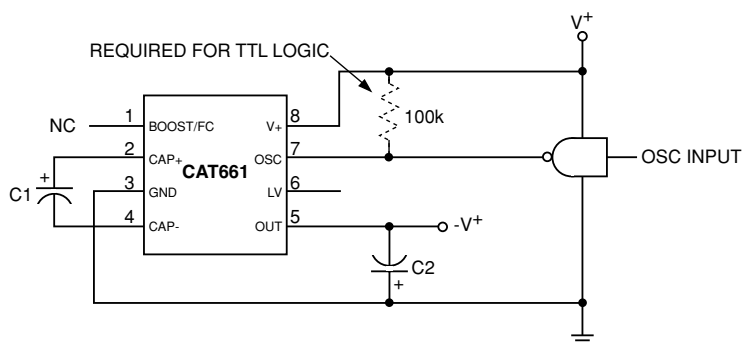 V+
REQUIRED FOR TTL LOGIC
NC
1
BOOST/FC
V+
8
100k
2
CAP+
OSC
7
OSC INPUT
CAT661
C1
+
3
GND
LV
6
4
CAP-
OUT
5
-V+
C2
+